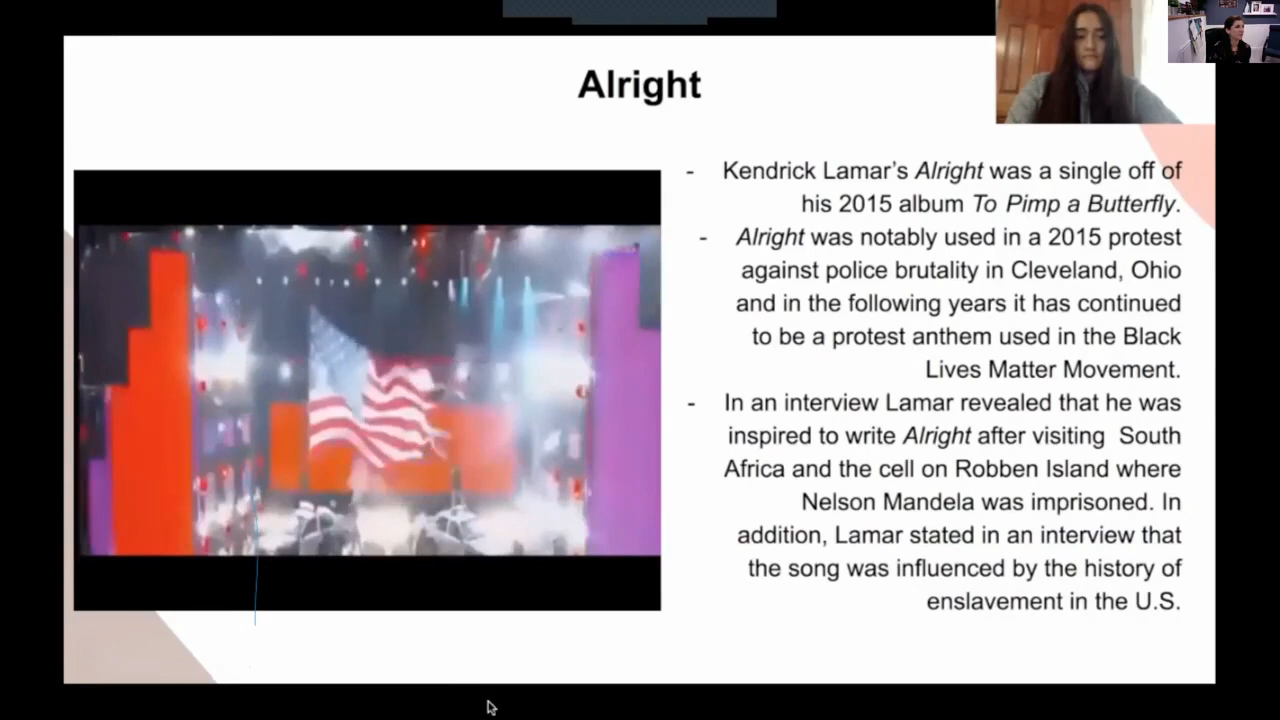 Alright
- Kendrick Lamar’s Alright was a single off of
his 2015 album To Pimp a Butterfly.
- Alright was notably used in a 2015 protest
against police brutality in Cleveland, Ohio
and in the following years it has continued
to be a protest anthem used in the Black
Lives Matter Movement.
- In an interview Lamar revealed that he was
inspired to write Alright after visiting South
Africa and the cell on Robben Island where
Nelson Mandela was imprisoned. In
addition, Lamar stated in an interview that
the song was influenced by the history of
enslavement in the U.S.